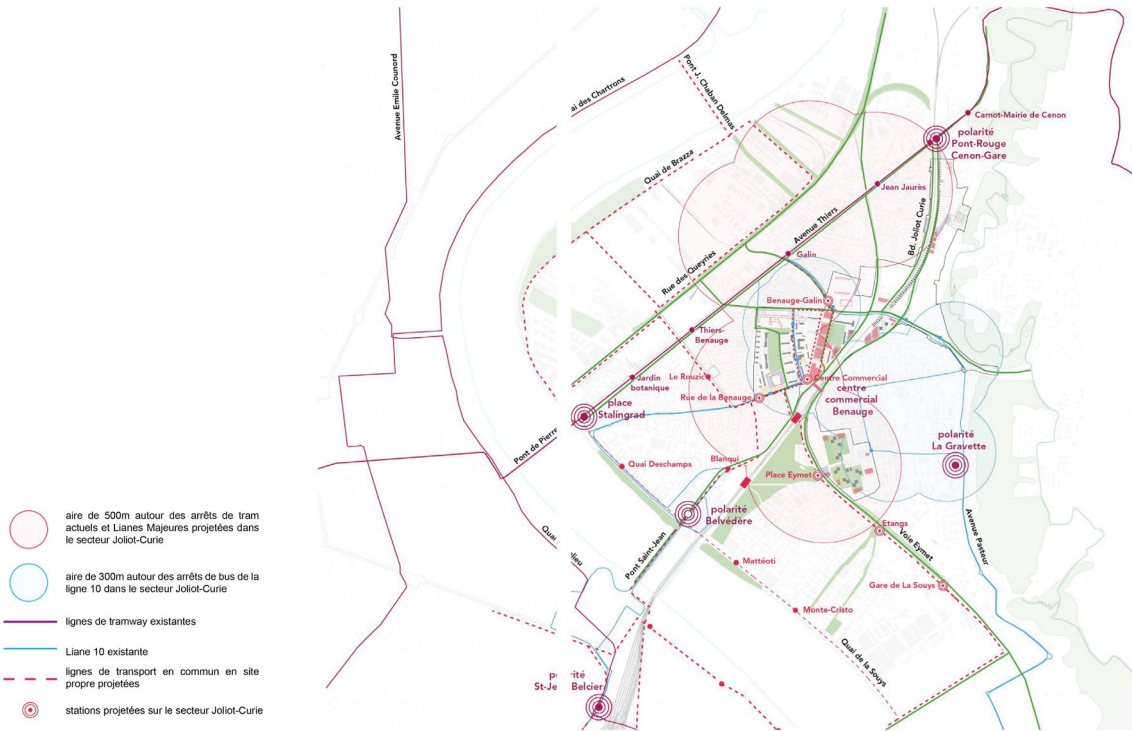 Avenue Emile Counord
ai des Chartrons
Pont J. Chaban Delmas
Carnot-Mairie de Cenon
polarité
Pont-Rouge
Cenon-Gare
Quai de Brazza
Jean Jaurès
Avenue Thiers
Bd. Joliot Curie
Galin
Rue des Queyries
Benauge-Galin
Thiers-
Benauge
Jardin
botanique
Le Rouzic
Centre Commercial
centre
commercial
Benauge
Rue de la Benauge
place
Stalingrad
polarité
La Gravette
Pont de Pierre
Blanqui
Quai Deschamps
Place Eymet
polarité
Belvédère
Etangs
Voie Eymet
Avenue Pasteur
Quai
olieu
Pont Saint-Jean
Mattéoti
Gare de La Souys
Monte-Cristo
Quai de la Souys
aire de 500m autour des arrêts de tram
actuels et Lianes Majeures projetées dans
le secteur Joliot-Curie
aire de 300m autour des arrêts de bus de la
ligne 10 dans le secteur Joliot-Curie
lignes de tramway existantes
Liane 10 existante
lignes de transport en commun en site
propre projetées
stations projetées sur le secteur Joliot-Curie